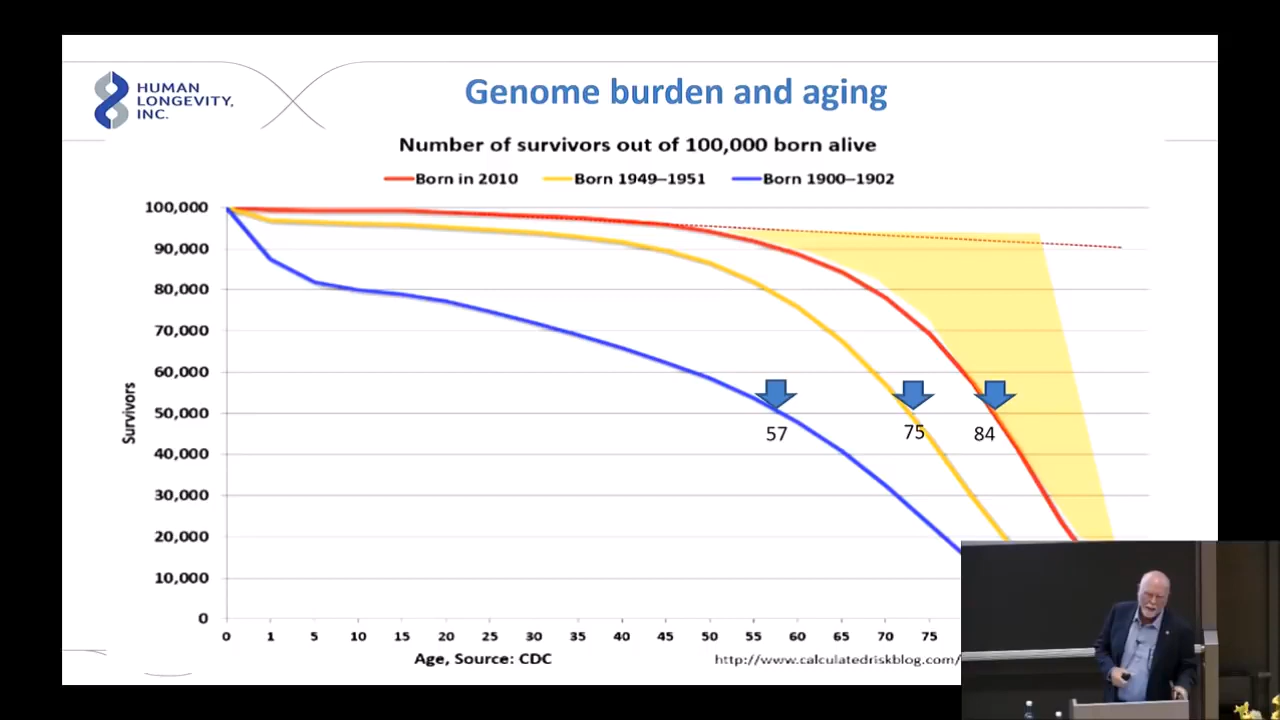 HUMAN
LONGEVITY,
INC.
Genome burden and aging
Number of survivors out of 100,000 born alive
Born in 2010 Born 1949–1951 Born 1900–1902
100,000
90,000
80,000
70,000
60,000
50,000
40,000
30,000
20,000
10,000
0
Survivors
57
75
84
0 1 5 10 15 20 25 30 35 40 45 50 55 60 65 70 75
Age, Source: CDC
http://www.calculatedriskblog.com/